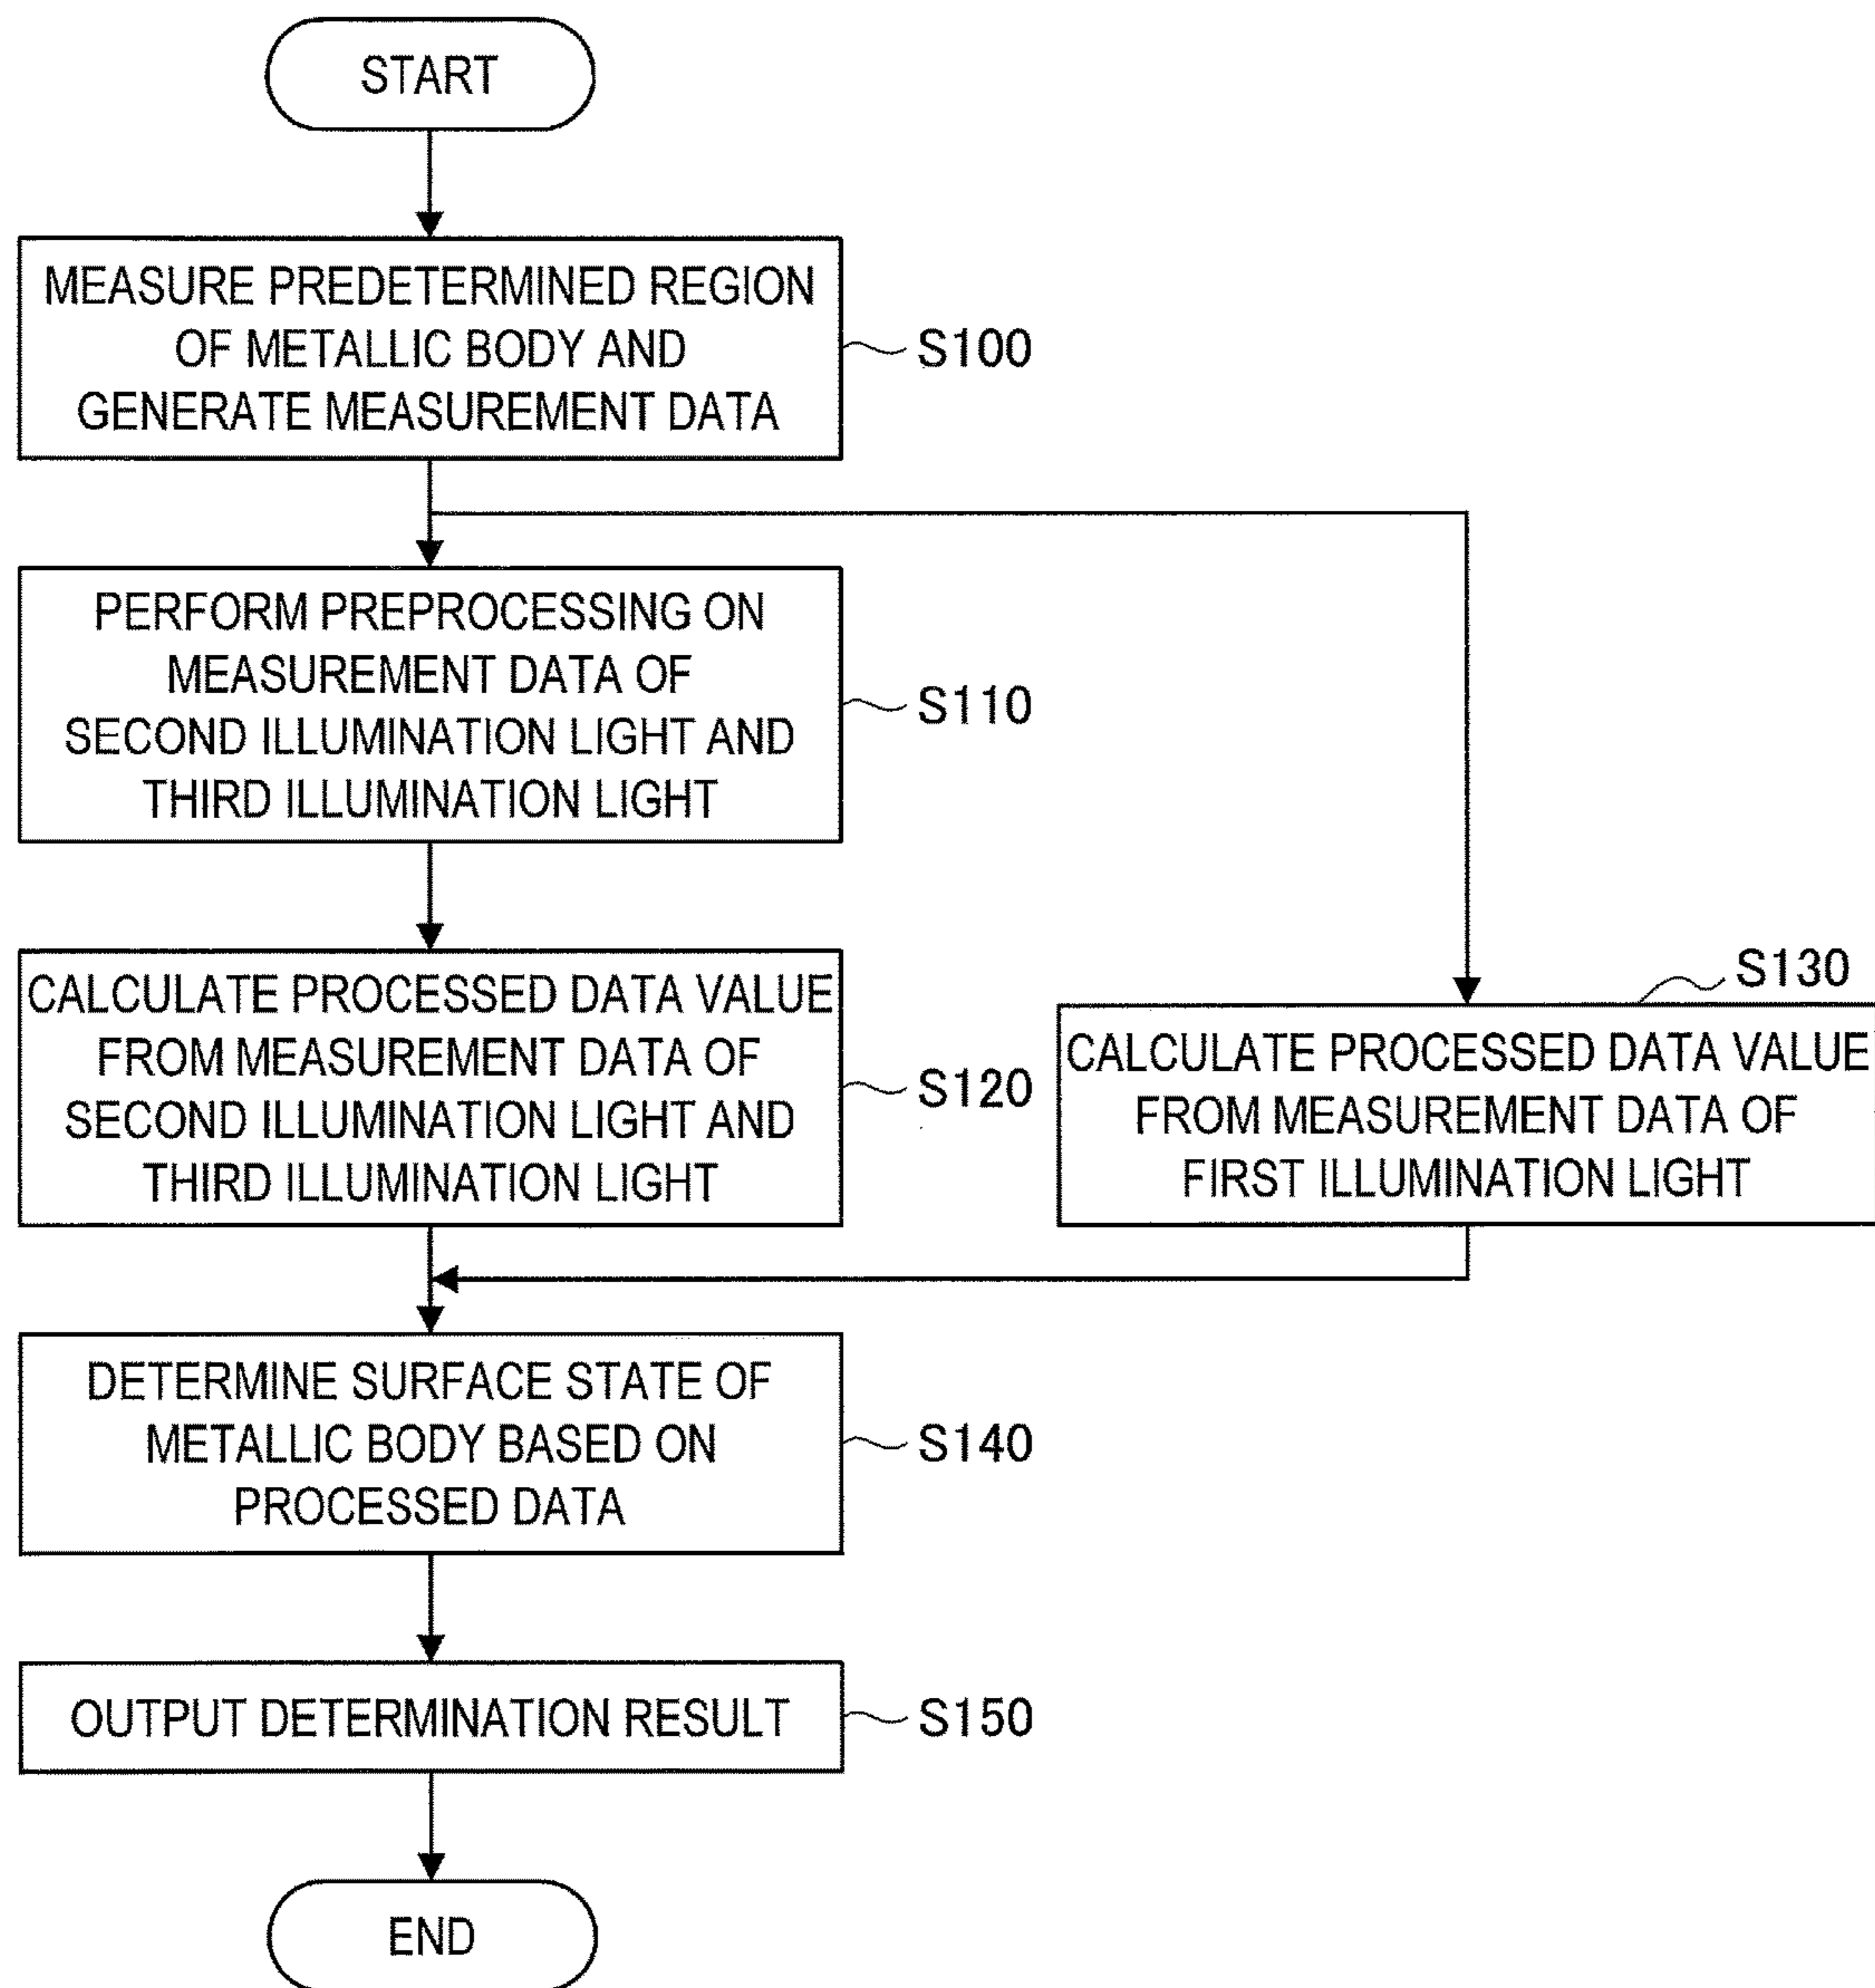 START
MEASURE PREDETERMINED REGION
OF METALLIC BODY AND
GENERATE MEASUREMENT DATA
S100
PERFORM PREPROCESSING ON
MEASUREMENT DATA OF
SECOND ILLUMINATION LIGHT AND
THIRD ILLUMINATION LIGHT
S110
CALCULATE PROCESSED DATA VALUE
FROM MEASUREMENT DATA OF
SECOND ILLUMINATION LIGHT AND
THIRD ILLUMINATION LIGHT
S120
S130
CALCULATE PROCESSED DATA VALUE
FROM MEASUREMENT DATA OF
FIRST ILLUMINATION LIGHT
DETERMINE SURFACE STATE OF
METALLIC BODY BASED ON
PROCESSED DATA
S140
OUTPUT DETERMINATION RESULT
S150
END